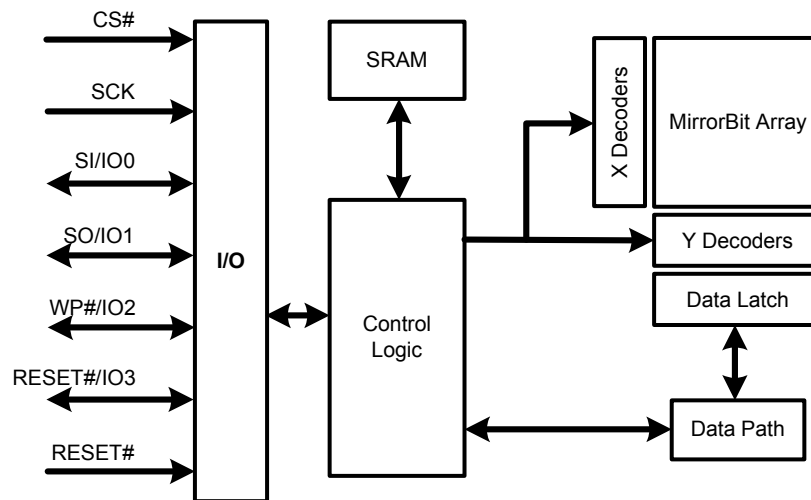 CS#
SCK
SI/IO0
SO/IO1
WP#/IO2
RESET#/IO3
RESET#
I/O
SRAM
Control
Logic
X Decoders
MirrorBit Array
Y Decoders
Data Latch
Data Path